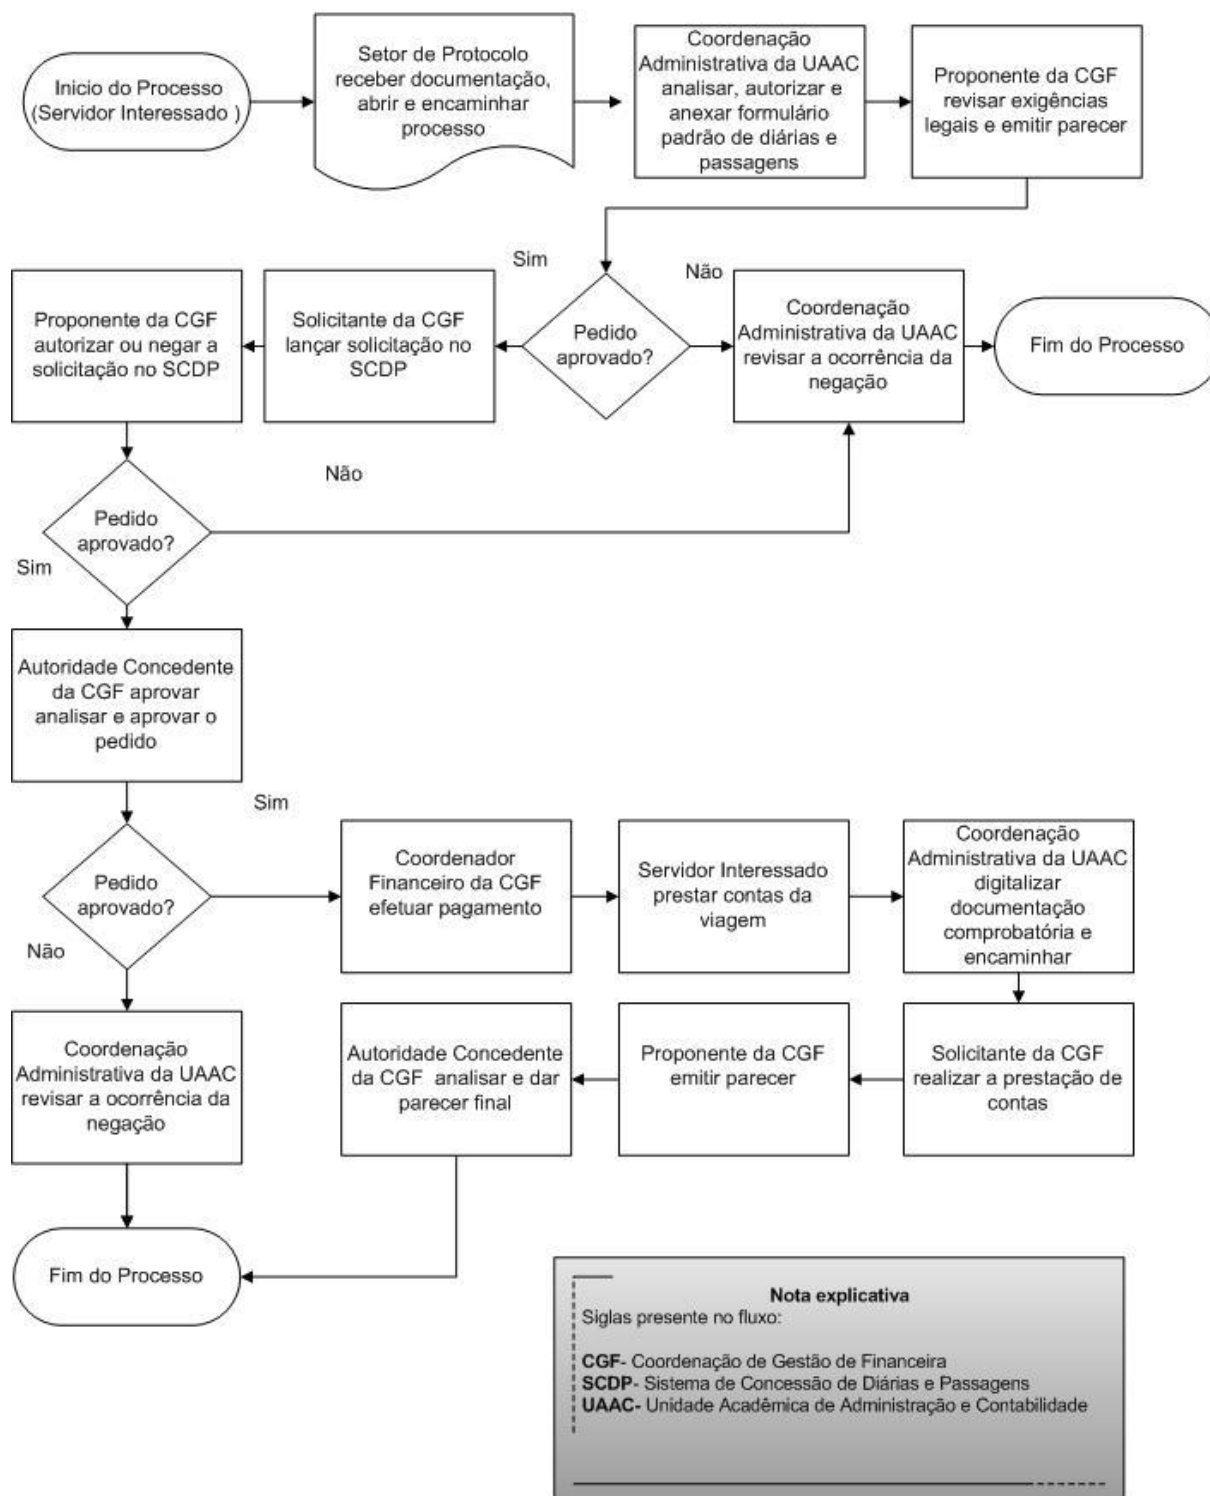 Inicio do Processo
(Servidor Interessado )
Setor de Protocolo
receber documentação,
abrir e encaminhar
processo
Coordenação
Administrativa da UAAC
analisar, autorizar e
anexar formulário
padrão de diárias e
passagens
Proponente da CGF
revisar exigências
legais e emitir parecer
Sim
Não
Proponente da CGF
autorizar ou negar a
solicitação no SCDP
Solicitante da CGF
lançar solicitação no
SCDP
Pedido
aprovado?
Coordenação
Administrativa da UAAC
revisar a ocorrência da
negação
Fim do Processo
Não
Pedido
aprovado?
Sim
Autoridade Concedente
da CGF aprovar
analisar e aprovar o
pedido
Sim
Pedido
aprovado?
Não
Coordenador
Financeiro da CGF
efetuar pagamento
Servidor Interessado
prestar contas da
viagem
Coordenação
Administrativa da UAAC
digitalizar
documentação
comprobatória e
encaminhar
Coordenação
Administrativa da UAAC
revisar a ocorrência da
negação
Autoridade Concedente
da CGF analisar e dar
parecer final
Proponente da CGF
emitir parecer
Solicitante da CGF
realizar a prestação de
contas
Fim do Processo
Nota explicativa
Siglas presente no fluxo:
CGF- Coordenação de Gestão de Financeira
SCDP- Sistema de Concessão de Diárias e Passagens
UAAC- Unidade Acadêmica de Administração e Contabilidade